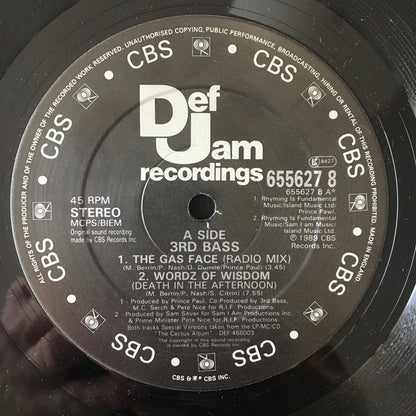 ALL RIGHTS OF THE PRODUCER AND OF THE OWNER OF THE RECORDED WORK RESERVED. UNAUTHORISED COPYING, PUBLIC PERFORMANCE, BROADCASTING, HIRING OR RENTAL OF THIS RECORD PROHIBITED. MADE IN ENGLAND
CBS CBS CBS CBS CBS CBS
Def
Jam
recordings
LC 8427
655627 8
655627 8 A°
45 RPM
STEREO
MCPS/BIEM
Original sound recording
made by CBS Records Inc.
1. Rhyming Is Fundamental
Music/Island Music Ltd/
Prince Pawl.
2. Rhyming Is Fundamental
Music/Sam I am Music/
Island Music Ltd.
℗ 1989 CBS
Records Inc.
A SIDE
3RD BASS
1. THE GAS FACE (RADIO MIX)
(M. Berrin/P. Nash/D. Dunnie/Prince Paul) (3.45)
2. WORDZ OF WISDOM
(DEATH IN THE AFTERNOON)
(M. Berrin/P. Nash/S. Citrin) (7.55)
1 - Produced by Prince Paul, Co-Produced by 3rd Bass,
M.C. Serch & Pete Nice for R.I.F. Productions.
2 - Produced by Sam Sever for Sam I Am Productions Inc
& Prime Minister Pete Nice for R.I.F. Productions.
Both tracks Special Versions taken from the LP/MC/CD
"The Cactus Album" DEF 466003
The copyright in this sound recording
is owned by CBS Records Inc.
CBS & CBS INC.